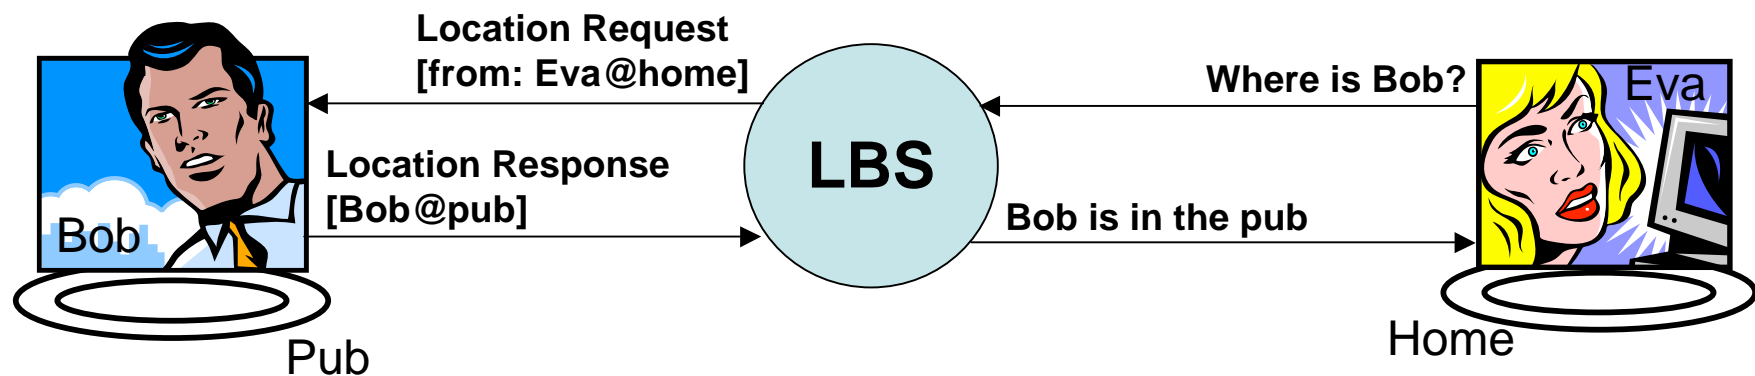 Location Request
[from: Eva@home]
Where is Bob?
Eva
LBS
Location Response
[Bob@pub]
Bob
Bob is in the pub
Pub
Home